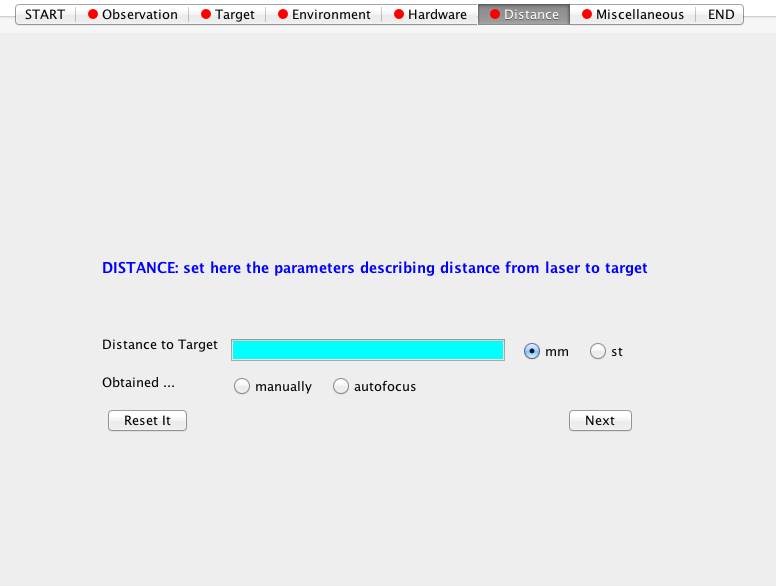 START Observation Target Environment Hardware Distance Miscellaneous END
DISTANCE: set here the parameters describing distance from laser to target
Distance to Target mm st
Obtained ... manually autofocus
Reset It Next